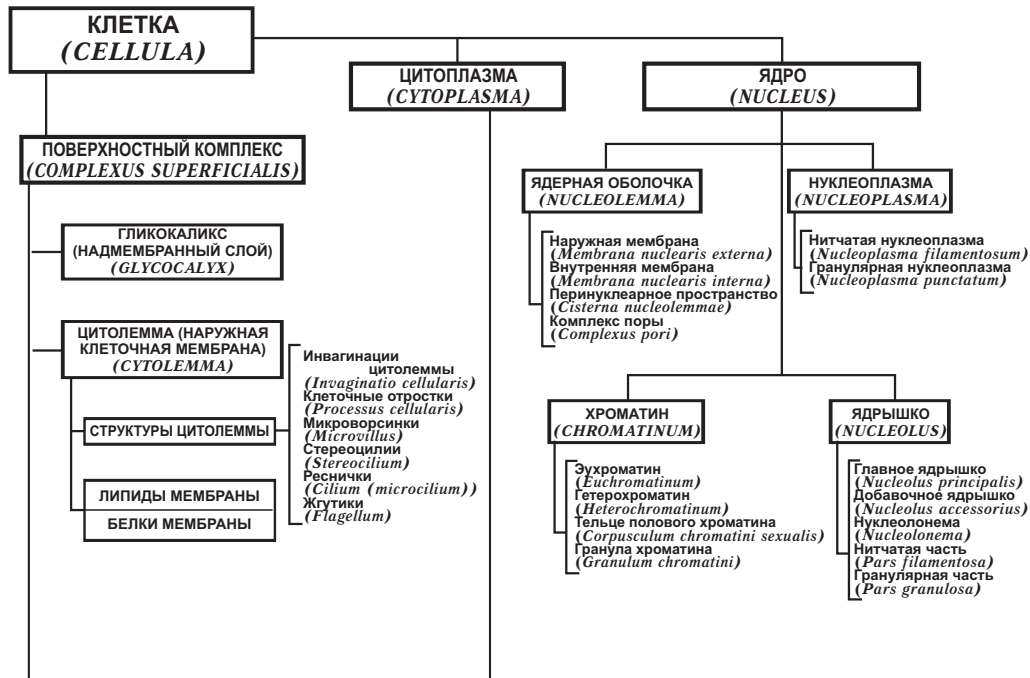 КЛЕТКА
(CELLULA)
ЦИТОПЛАЗМА
(CYTOPLASMA)
ЯДРО
(NUCLEUS)
ПОВЕРХНОСТНЫЙ КОМПЛЕКС
(COMPLEXUS SUPERFICIALIS)
ГЛИКОКАЛИКС
(НАДМЕМБРАННЫЙ СЛОЙ)
(GLYCOCALYX)
ЦИТОЛЕММА (НАРУЖНАЯ
КЛЕТОЧНАЯ МЕМБРАНА)
(CYTOLEMMA)
СТРУКТУРЫ ЦИТОЛЕММЫ
ЛИПИДЫ МЕМБРАНЫ
БЕЛКИ МЕМБРАНЫ
Инвагинации
цитолеммы
(Invaginatio cellularis)
Клеточные отростки
(Processus cellularis)
Микроворсинки
(Microvillus)
Стереоцилии
(Stereocilium)
Реснички
(Cilium (microcilium))
Жгутики
(Flagellum)
ЯДЕРНАЯ ОБОЛОЧКА
(NUCLEOLEMMA)
Наружная мембрана
(Membrana nuclearis externa)
Внутренняя мембрана
(Membrana nuclearis interna)
Перинуклеарное пространство
(Cisterna nucleolemmae)
Комплекс поры
(Complexus pori)
НУКЛЕОПЛАЗМА
(NUCLEOPLASMA)
Нитчатая нуклеоплазма
(Nucleoplasma filamentosum)
Гранулярная нуклеоплазма
(Nucleoplasma punctatum)
ХРОМАТИН
(CHROMATINUM)
Эухроматин
(Euchromatinum)
Гетерохроматин
(Heterochromatinum)
Тельце полового хроматина
(Corpusculum chromatini sexualis)
Гранула хроматина
(Granulum chromatini)
ЯДРЫШКО
(NUCLEOLUS)
Главное ядрышко
(Nucleolus principalis)
Добавочное ядрышко
(Nucleolus accessorius)
Нуклеолонема
(Nucleolonema)
Нитчатая часть
(Pars filamentosa)
Гранулярная часть
(Pars granulosa)